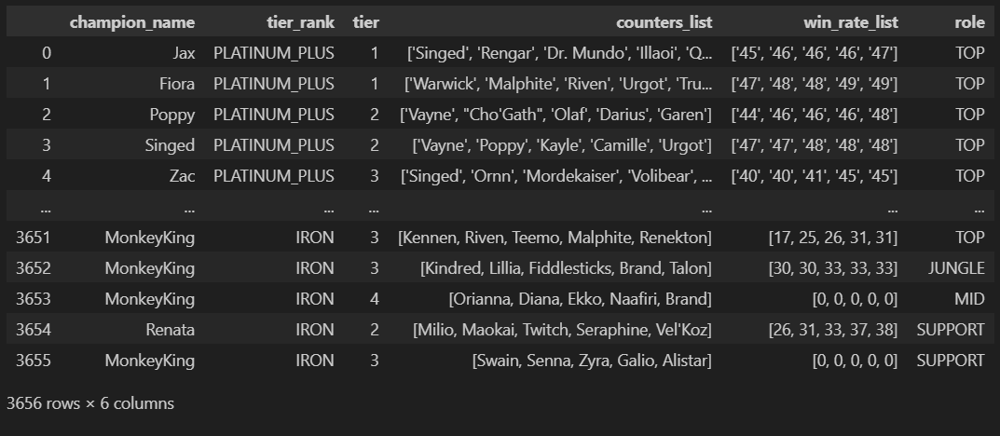 champion_name tier_rank tier counters_list win_rate_list role
0 Jax PLATINUM_PLUS 1 ['Singed', 'Rengar', 'Dr. Mundo', 'Illaoi', 'Q... ['45', '46', '46', '46', '47'] TOP
1 Fiora PLATINUM_PLUS 1 ['Warwick', 'Malphite', 'Riven', 'Urgot', 'Tru... ['47', '48', '48', '49', '49'] TOP
2 Poppy PLATINUM_PLUS 2 ['Vayne', "Cho'Gath", 'Olaf', 'Darius', 'Garen'] ['44', '46', '46', '46', '48'] TOP
3 Singed PLATINUM_PLUS 2 ['Vayne', 'Poppy', 'Kayle', 'Camille', 'Urgot'] ['47', '47', '48', '48', '48'] TOP
4 Zac PLATINUM_PLUS 3 ['Singed', 'Ornn', 'Mordekaiser', 'Volibear', ... ['40', '40', '41', '45', '45'] TOP
... ... ... ... ... ... ...
3651 MonkeyKing IRON 3 [Kennen, Riven, Teemo, Malphite, Renekton] [17, 25, 26, 31, 31] TOP
3652 MonkeyKing IRON 3 [Kindred, Lillia, Fiddlesticks, Brand, Talon] [30, 30, 33, 33, 33] JUNGLE
3653 MonkeyKing IRON 4 [Orianna, Diana, Ekko, Naafiri, Brand] [0, 0, 0, 0, 0] MID
3654 Renata IRON 2 [Milio, Maokai, Twitch, Seraphine, Vel'Koz] [26, 31, 33, 37, 38] SUPPORT
3655 MonkeyKing IRON 3 [Swain, Senna, Zyra, Galio, Alistar] [0, 0, 0, 0, 0] SUPPORT
3656 rows × 6 columns